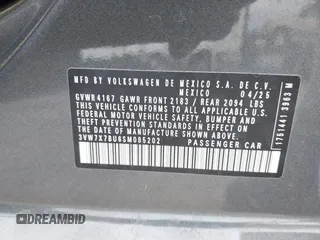 MFD BY VOLKSWAGEN DE MEXICO S.A. DE C.V.
MEXICO 04/25
GVWR 4167 GAWR FRONT 2183 / REAR 2094 LBS
THIS VEHICLE CONFORMS TO ALL APPLICABLE U.S.
FEDERAL MOTOR VEHICLE SAFETY, BUMPER, AND
THEFT PREVENTION STANDARDS IN EFFECT ON THE
DATE OF MANUFACTURE SHOWN ABOVE
3VW7X7BU6SM085202 PASSENGER CAR
1751441 3963 M